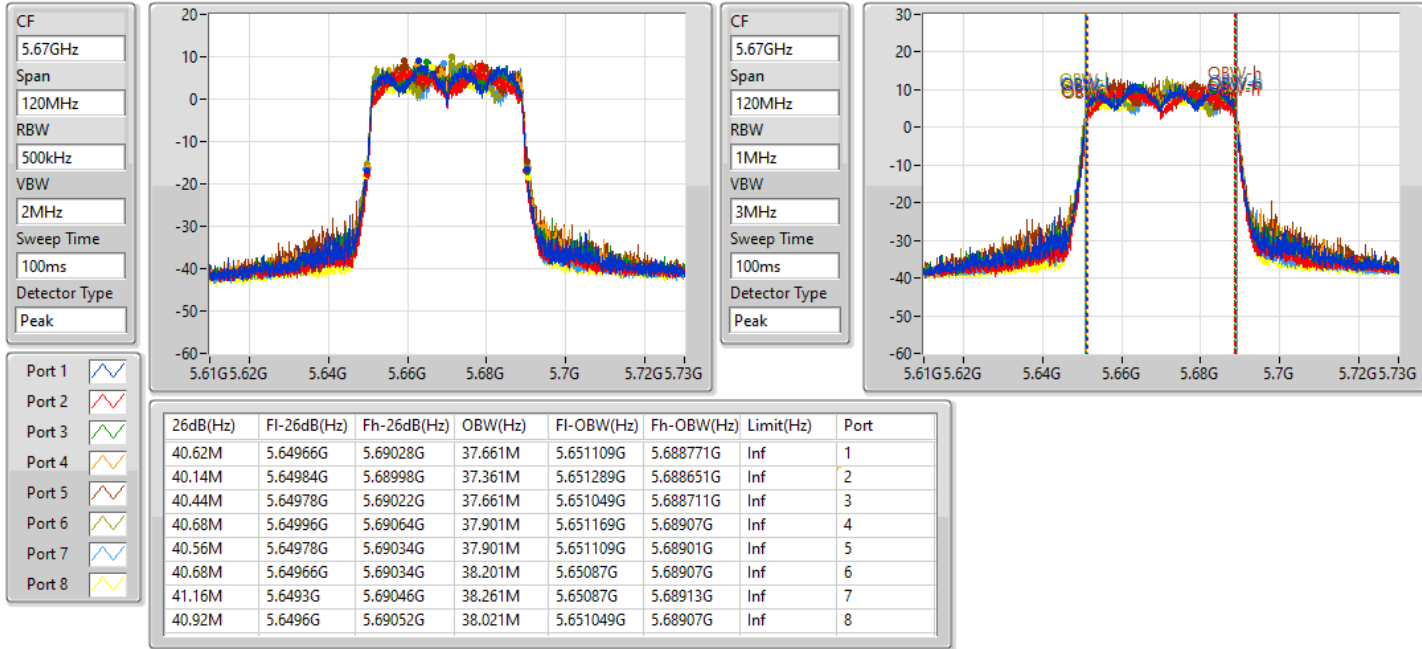 CF
5.67GHz
Span
120MHz
RBW
500kHz
VBW
2MHz
Sweep Time
100ms
Detector Type
Peak
20
10
0
-10
-20
-30
-40
-50
-60
5.61G 5.62G 5.64G 5.66G 5.68G 5.7G 5.72G 5.73G
CF
5.67GHz
Span
120MHz
RBW
1MHz
VBW
3MHz
Sweep Time
100ms
Detector Type
Peak
30
20
10
0
-10
-20
-30
-40
-50
-60
OBW-h
5.61G 5.62G 5.64G 5.66G 5.68G 5.7G 5.72G 5.73G
Port 1
Port 2
Port 3
Port 4
Port 5
Port 6
Port 7
Port 8
26dB(Hz) Fl-26dB(Hz) Fh-26dB(Hz) OBW(Hz) Fl-OBW(Hz) Fh-OBW(Hz) Limit(Hz) Port
40.62M 5.64966G 5.69028G 37.661M 5.651109G 5.688771G Inf 1
40.14M 5.64984G 5.68998G 37.361M 5.651289G 5.688651G Inf 2
40.44M 5.64978G 5.69022G 37.661M 5.651049G 5.688711G Inf 3
40.68M 5.64996G 5.69064G 37.901M 5.651169G 5.68907G Inf 4
40.56M 5.64978G 5.69034G 37.901M 5.651109G 5.68901G Inf 5
40.68M 5.64966G 5.69034G 38.201M 5.65087G 5.68907G Inf 6
41.16M 5.6493G 5.69046G 38.261M 5.65087G 5.68913G Inf 7
40.92M 5.6496G 5.69052G 38.021M 5.651049G 5.68907G Inf 8